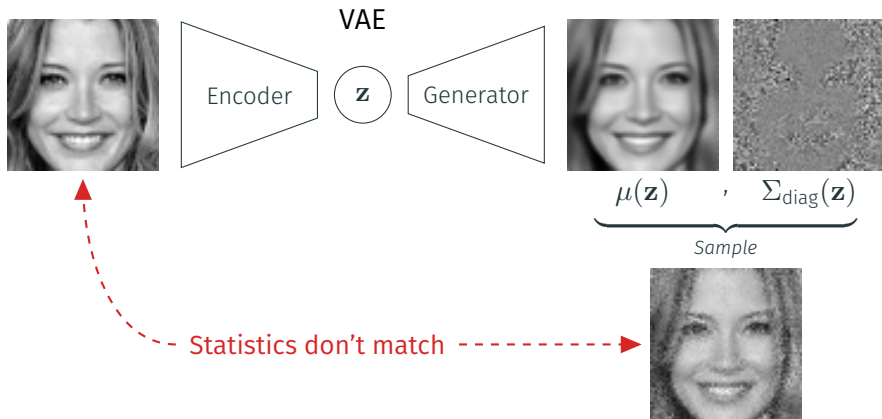 VAE
Encoder
z
Generator
μ(z) , Σdiag(z)
Sample
Statistics don't match